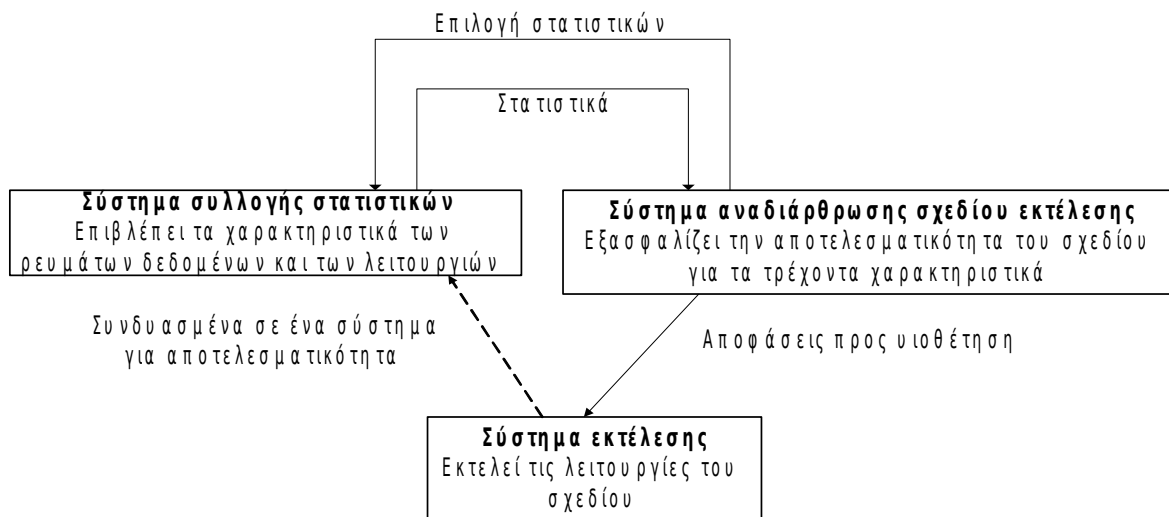 Επιλογή στατιστικών
Στατιστικά
Σύστημα συλλογής στατιστικών
Επιβλέπει τα χαρακτηριστικά των
ρευμάτων δεδομένων και των λειτουργιών
Σύστημα αναδιάρθρωσης σχεδίου εκτέλεσης
Εξασφαλίζει την αποτελεσματικότητα του σχεδίου
για τα τρέχοντα χαρακτηριστικά
Συνδυασμένα σε ένα σύστημα
για αποτελεσματικότητα
Αποφάσεις προς υιοθέτηση
Σύστημα εκτέλεσης
Εκτελεί τις λειτουργίες του
σχεδίου